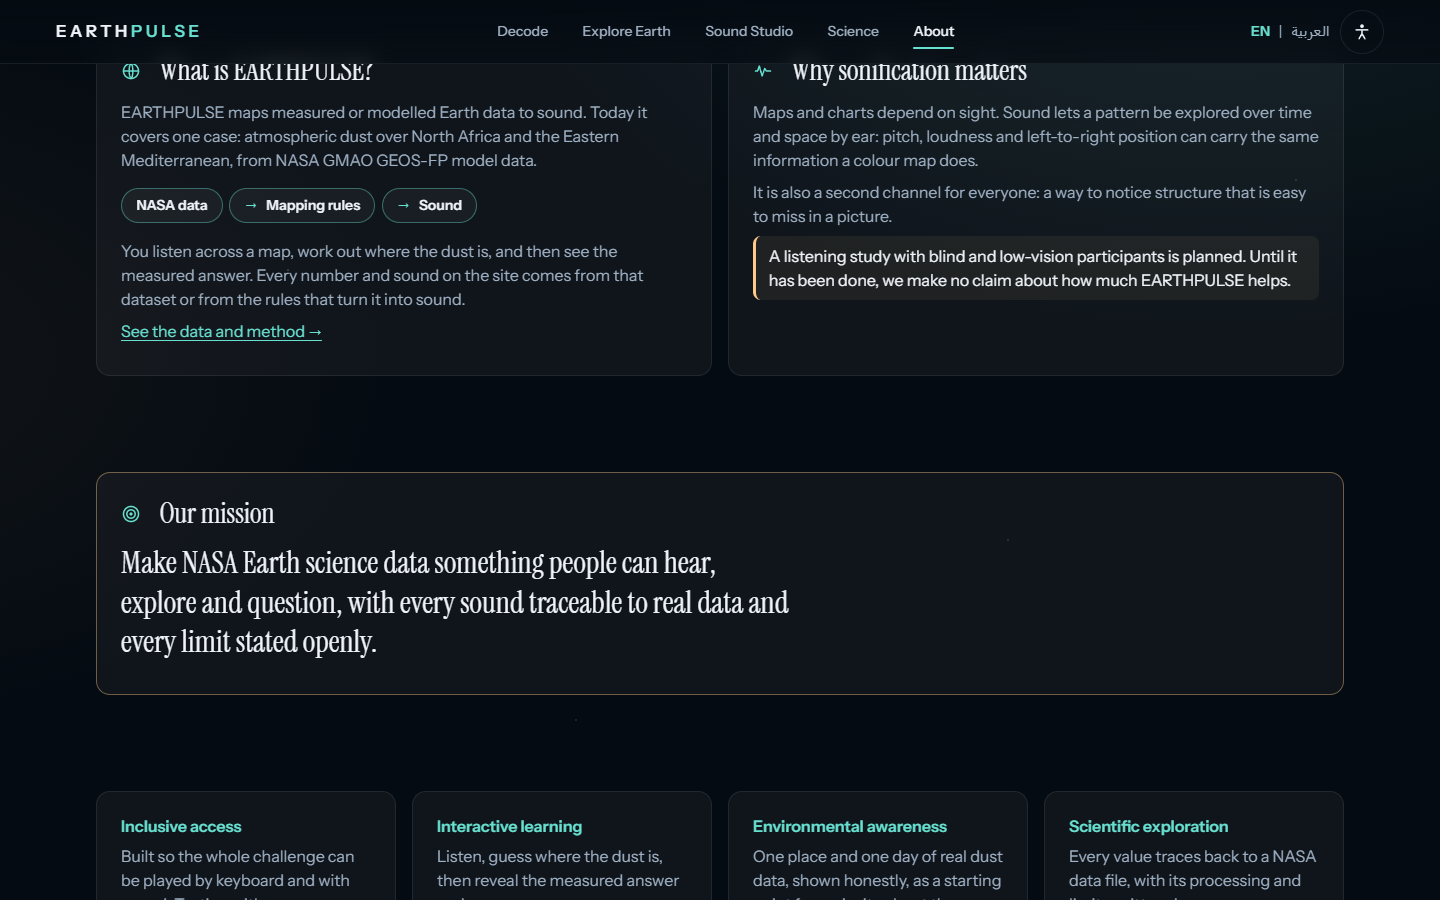 EARTHPULSE
Decode
Explore Earth
Sound Studio
Science
About
EN | العربية
What is EARTHPULSE?
EARTHPULSE maps measured or modelled Earth data to sound. Today it
covers one case: atmospheric dust over North Africa and the Eastern
Mediterranean, from NASA GMAO GEOS-FP model data.
NASA data
→ Mapping rules
→ Sound
You listen across a map, work out where the dust is, and then see the
measured answer. Every number and sound on the site comes from that
dataset or from the rules that turn it into sound.
See the data and method →
Why sonification matters
Maps and charts depend on sight. Sound lets a pattern be explored over time
and space by ear: pitch, loudness and left-to-right position can carry the same
information a colour map does.
It is also a second channel for everyone: a way to notice structure that is easy
to miss in a picture.
A listening study with blind and low-vision participants is planned. Until it
has been done, we make no claim about how much EARTHPULSE helps.
Our mission
Make NASA Earth science data something people can hear,
explore and question, with every sound traceable to real data and
every limit stated openly.
Inclusive access
Built so the whole challenge can
be played by keyboard and with
Interactive learning
Listen, guess where the dust is,
then reveal the measured answer
Environmental awareness
One place and one day of real dust
data, shown honestly, as a starting
Scientific exploration
Every value traces back to a NASA
data file, with its processing and